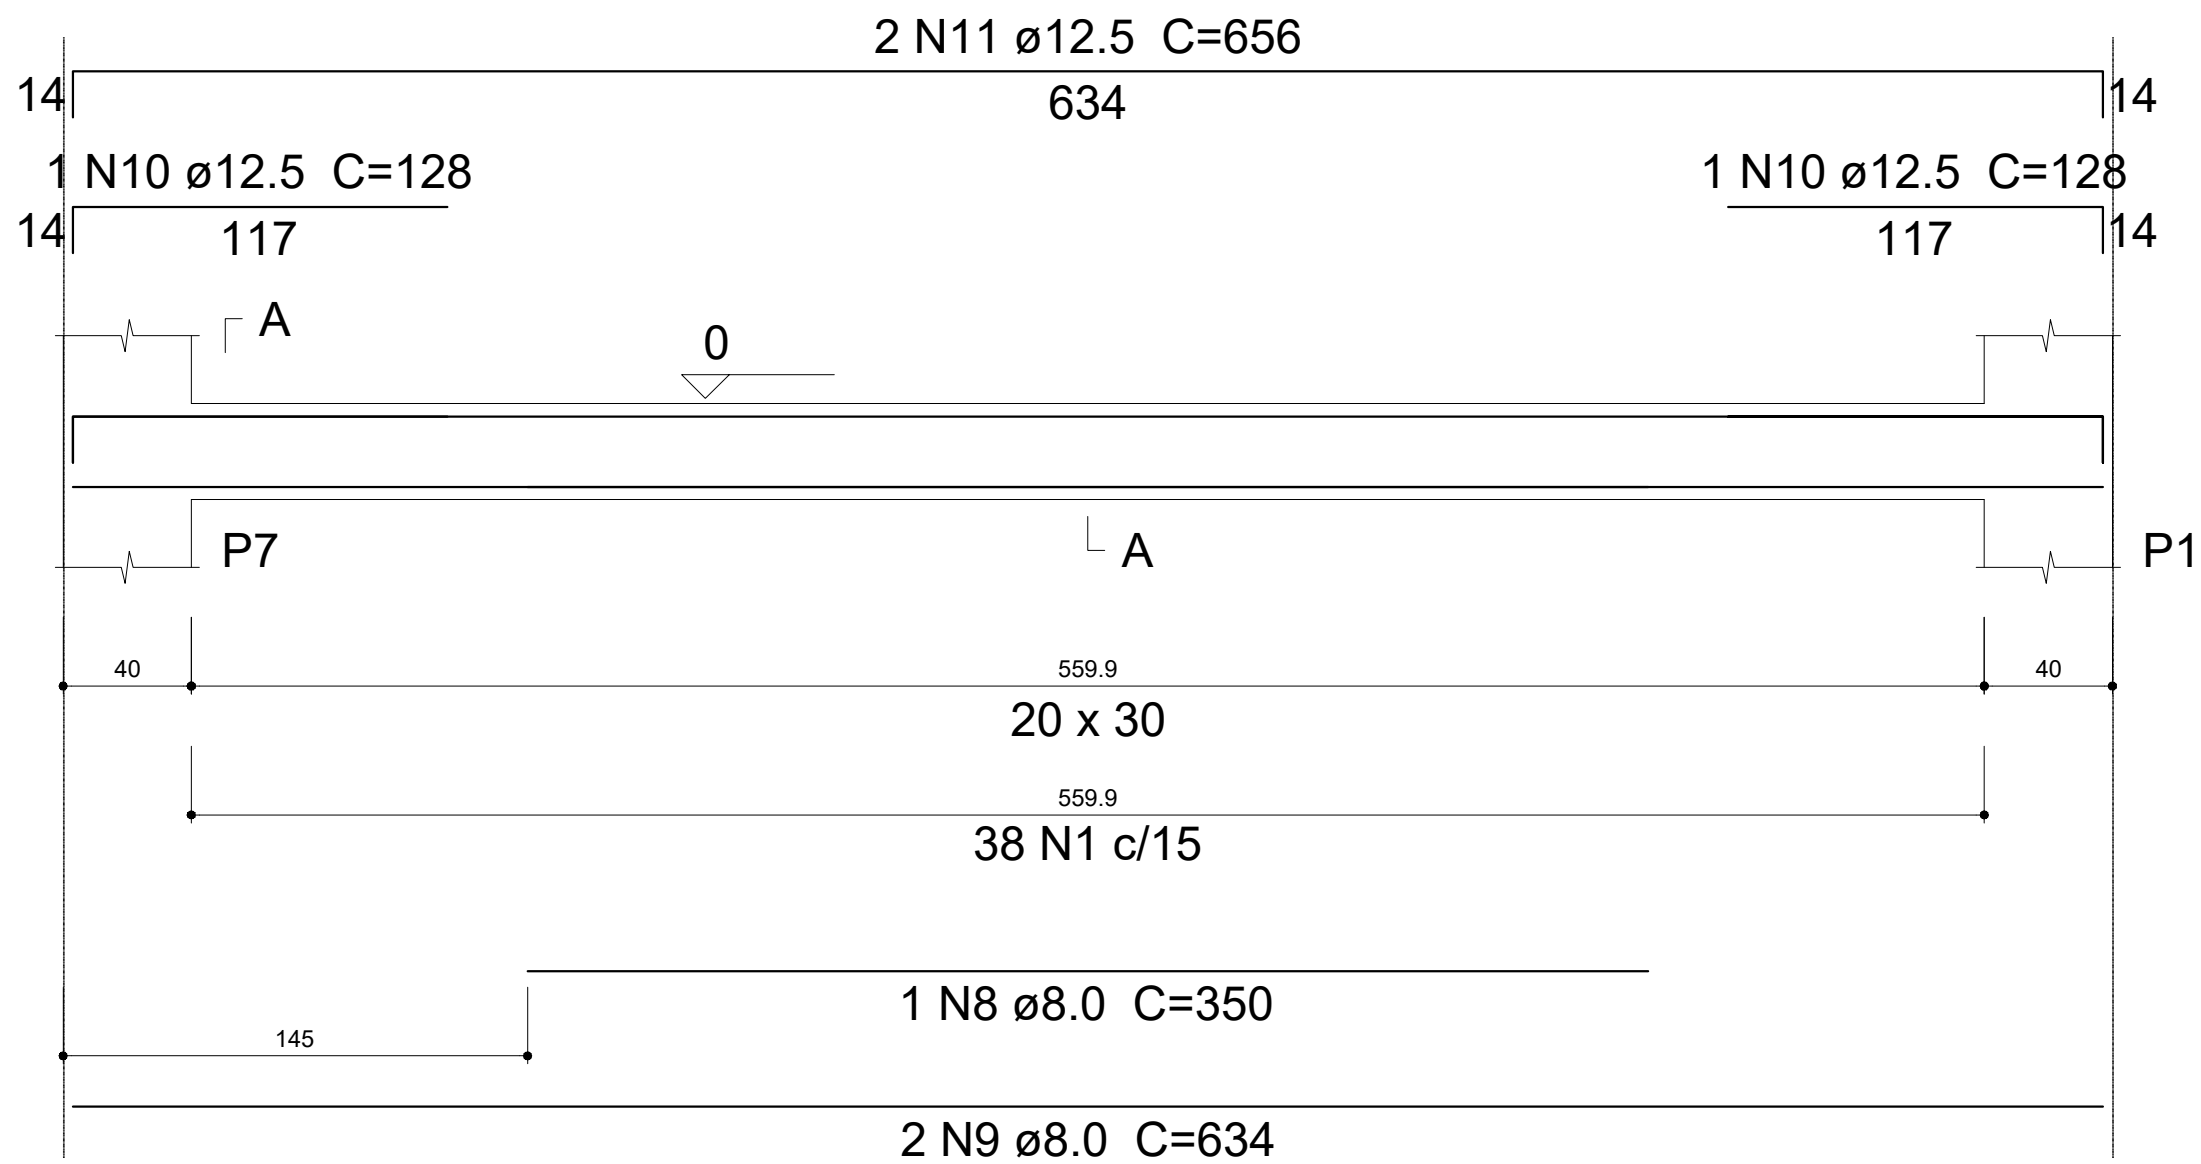 2 N11 ø12.5 C=656
14 634 14
1 N10 ø12.5 C=128 1 N10 ø12.5 C=128
14 117 117 14
A
0
P7 A P1
40 559.9 40
20 x 30
559.9
38 N1 c/15
1 N8 ø8.0 C=350
145
2 N9 ø8.0 C=634